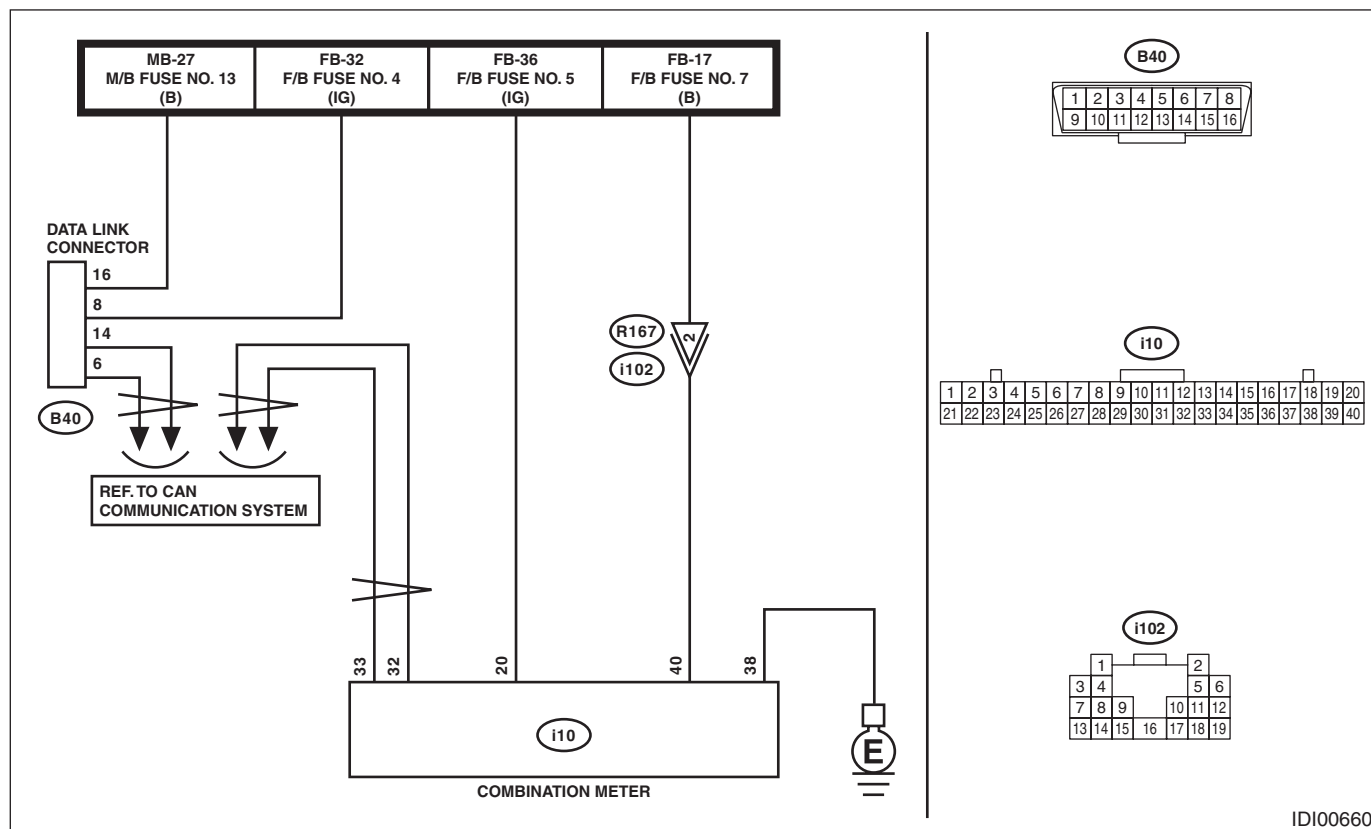 MB-27
M/B FUSE NO. 13
(B)
FB-32
F/B FUSE NO. 4
(IG)
FB-36
F/B FUSE NO. 5
(IG)
FB-17
F/B FUSE NO. 7
(B)
DATA LINK
CONNECTOR
16
8
14
6
B40
REF. TO CAN
COMMUNICATION SYSTEM
R167
2
i102
33
32
20
40
38
i10
E
COMBINATION METER
B40
1 2 3 4 5 6 7 8
9 10 11 12 13 14 15 16
i10
1 2 3 4 5 6 7 8 9 10 11 12 13 14 15 16 17 18 19 20
21 22 23 24 25 26 27 28 29 30 31 32 33 34 35 36 37 38 39 40
i102
1 2
3 4 5 6
7 8 9 10 11 12
13 14 15 16 17 18 19
IDI00660